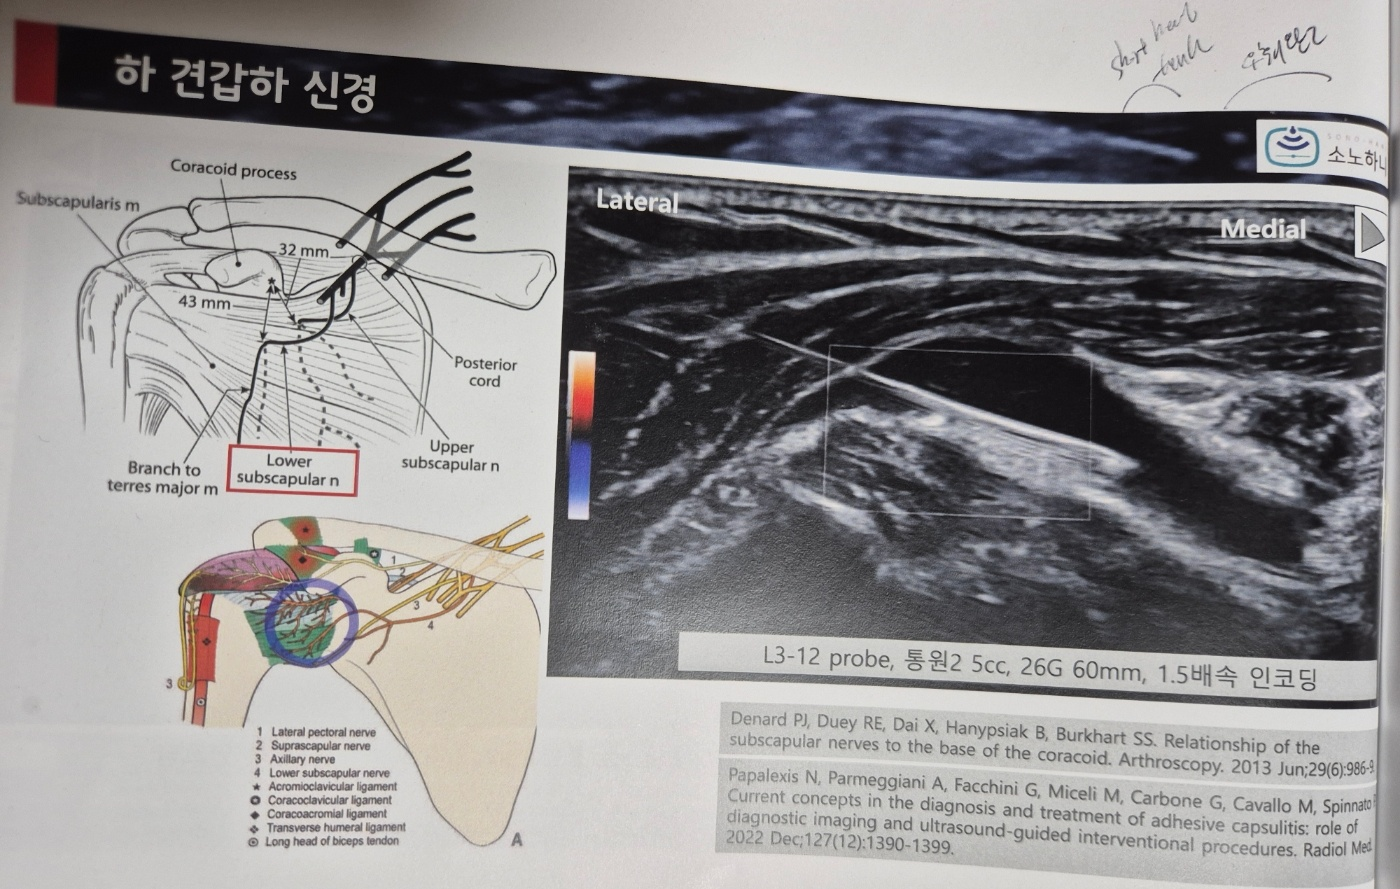 short head
하 견갑하 신경
소노하나
Coracoid process
Subscapularis m
32 mm
43 mm
Posterior
cord
Upper
subscapular n
Lower
subscapular n
Branch to
terres major m
Lateral
Medial
L3-12 probe, 통원2 5cc, 26G 60mm, 1.5배속 인코딩
1
2
3
4
3
1 Lateral pectoral nerve
2 Suprascapular nerve
3 Axillary nerve
4 Lower subscapular nerve
Acromioclavicular ligament
Coracoclavicular ligament
Coracoacromial ligament
Transverse humeral ligament
Long head of biceps tendon
A
Denard PJ, Duey RE, Dai X, Hanypsiak B, Burkhart SS. Relationship of the
subscapular nerves to the base of the coracoid. Arthroscopy. 2013 Jun;29(6):986-9
Papalexis N, Parmeggiani A, Facchini G, Miceli M, Carbone G, Cavallo M, Spinnato
Current concepts in the diagnosis and treatment of adhesive capsulitis: role of
diagnostic imaging and ultrasound-guided interventional procedures. Radiol Med
2022 Dec;127(12):1390-1399.